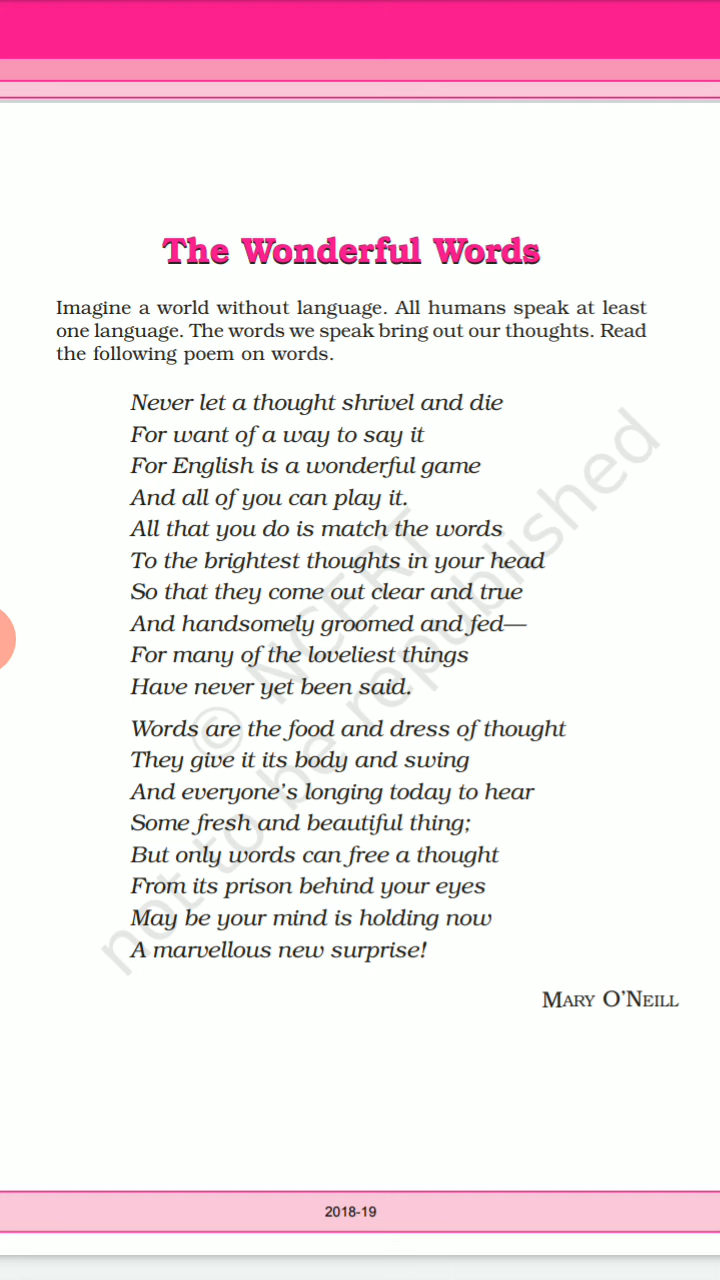 The Wonderful Words
Imagine a world without language. All humans speak at least
one language. The words we speak bring out our thoughts. Read
the following poem on words.
Never let a thought shrivel and die
For want of a way to say it
For English is a wonderful game
And all of you can play it.
All that you do is match the words
To the brightest thoughts in your head
So that they come out clear and true
And handsomely groomed and fed—
For many of the loveliest things
Have never yet been said.
Words are the food and dress of thought
They give it its body and swing
And everyone's longing today to hear
Some fresh and beautiful thing;
But only words can free a thought
From its prison behind your eyes
May be your mind is holding now
A marvellous new surprise!
MARY O'NEILL
© NCERT
not to be republished
2018-19